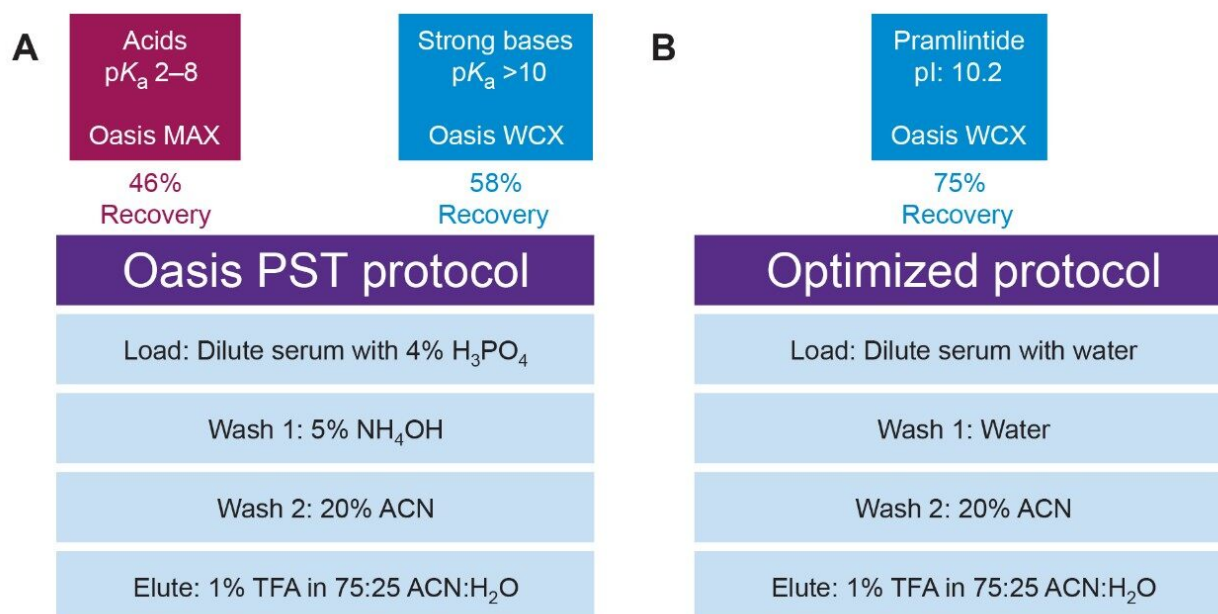 A
Acids
pKₐ 2–8
Oasis MAX
46%
Recovery
Strong bases
pKₐ >10
Oasis WCX
58%
Recovery
Oasis PST protocol
Load: Dilute serum with 4% H₃PO₄
Wash 1: 5% NH₄OH
Wash 2: 20% ACN
Elute: 1% TFA in 75:25 ACN:H₂O
B
Pramlintide
pI: 10.2
Oasis WCX
75%
Recovery
Optimized protocol
Load: Dilute serum with water
Wash 1: Water
Wash 2: 20% ACN
Elute: 1% TFA in 75:25 ACN:H₂O